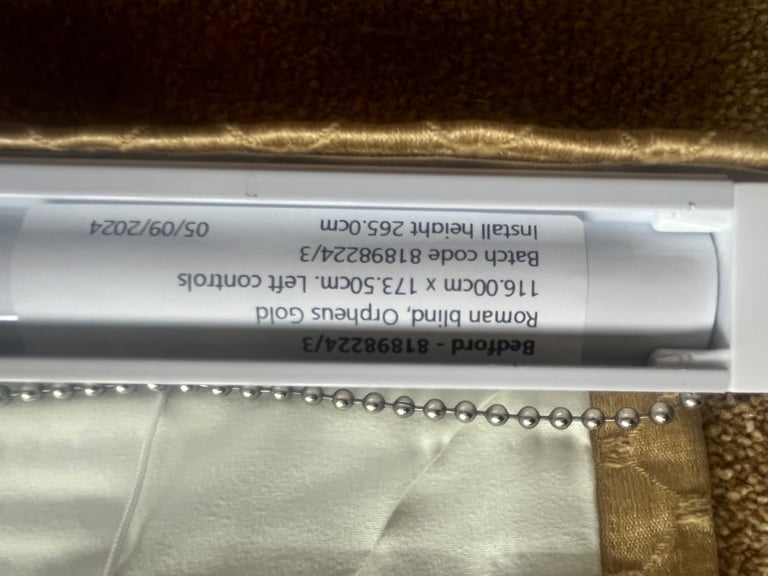 Bedford - 81898224/3
Roman blind, Orpheus Gold
116.00cm x 173.50cm. Left controls
Batch code 81898224/3
Install height 265.0cm 05/09/2024